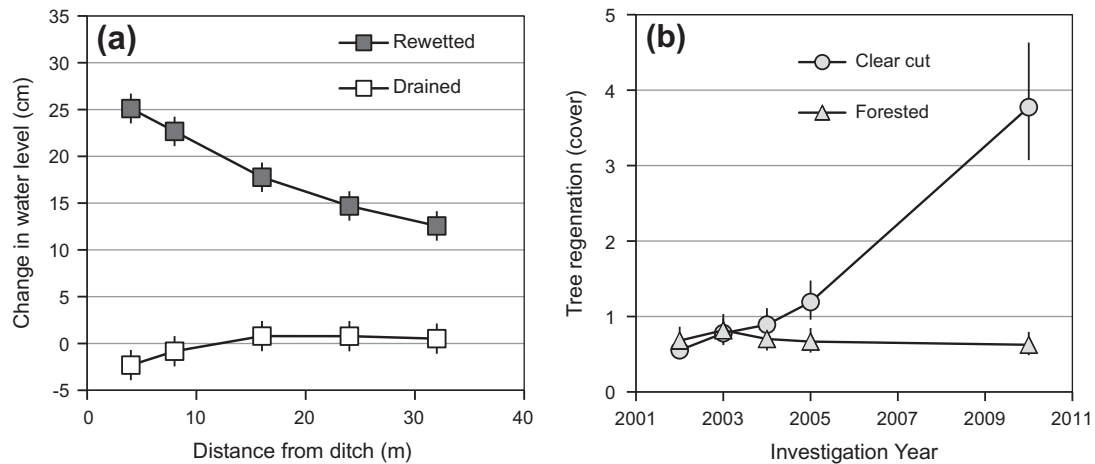 (a)
Rewetted
Drained
Change in water level (cm)
35
30
25
20
15
10
5
0
-5
0 10 20 30 40
Distance from ditch (m)
(b)
Clear cut
Forested
Tree regenration (cover)
5
4
3
2
1
0
2001 2003 2005 2007 2009 2011
Investigation Year